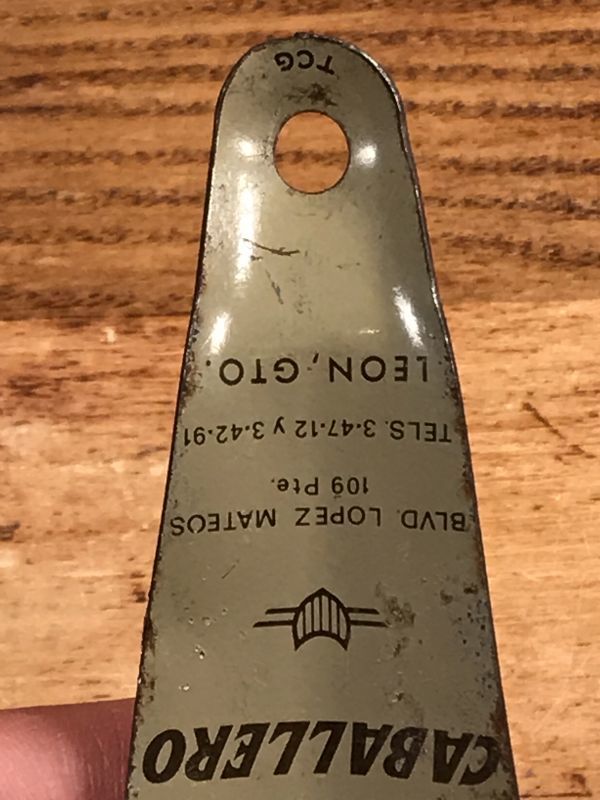 CABALLERO
BLVD. LOPEZ MATEOS
109 Pte.
TELS. 3-47-12 y 3-42-91
LEON, GTO.
TCG